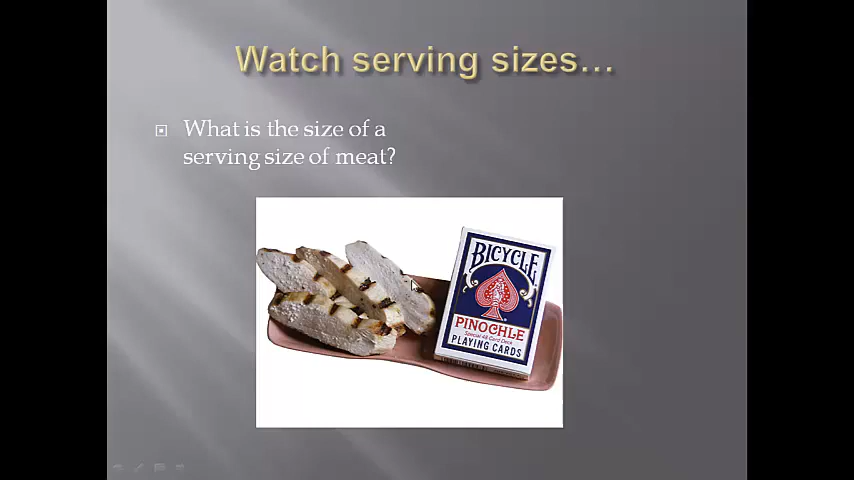 Watch serving sizes…
What is the size of a
serving size of meat?
BICYCLE
PINOCHLE
Special 48 Card Deck
PLAYING CARDS